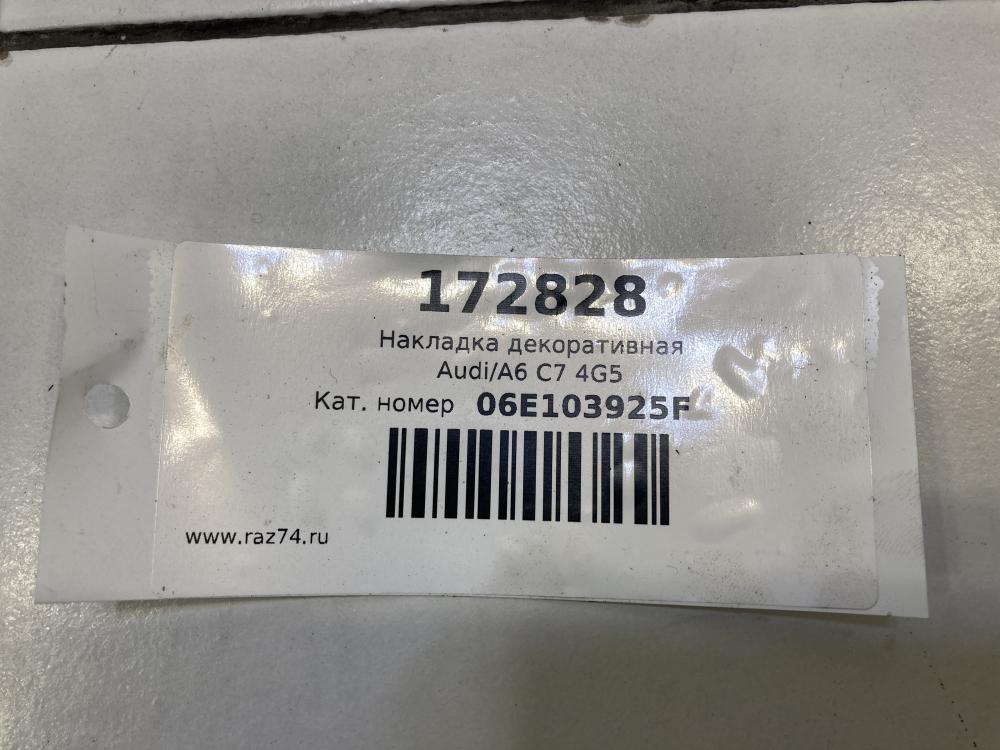 172828
Накладка декоративная
Audi/A6 C7 4G5
Кат. номер 06E103925F
www.raz74.ru